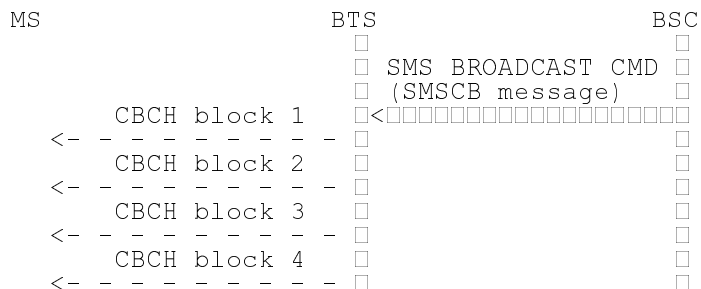 MS BTS BSC
SMS BROADCAST CMD
(SMSCB message)
CBCH block 1
<
<- - - - - - - - - -
CBCH block 2
<- - - - - - - - - -
CBCH block 3
<- - - - - - - - - -
CBCH block 4
<- - - - - - - - - -